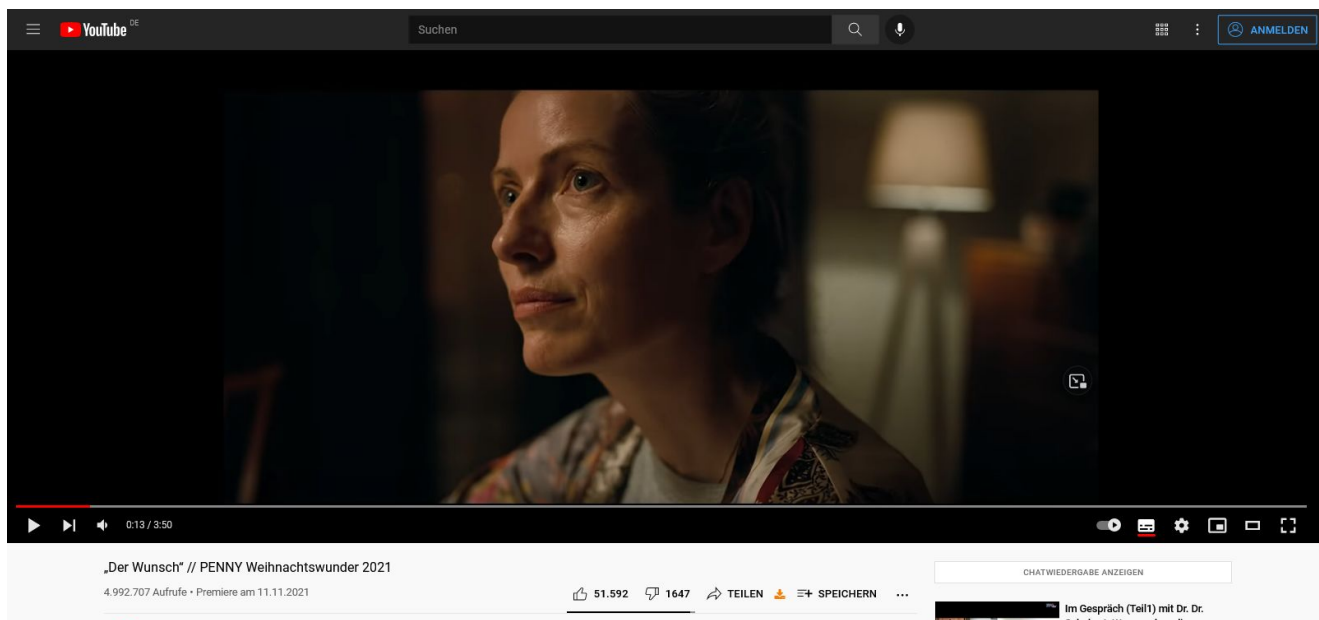 YouTube DE
Suchen
ANMELDEN
0:13 / 3:50
„Der Wunsch“ // PENNY Weihnachtswunder 2021
4.992.707 Aufrufe • Premiere am 11.11.2021
51.592 1647 TEILEN SPEICHERN ...
CHATWIEDERGABE ANZEIGEN
Im Gespräch (Teil1) mit Dr. Dr.